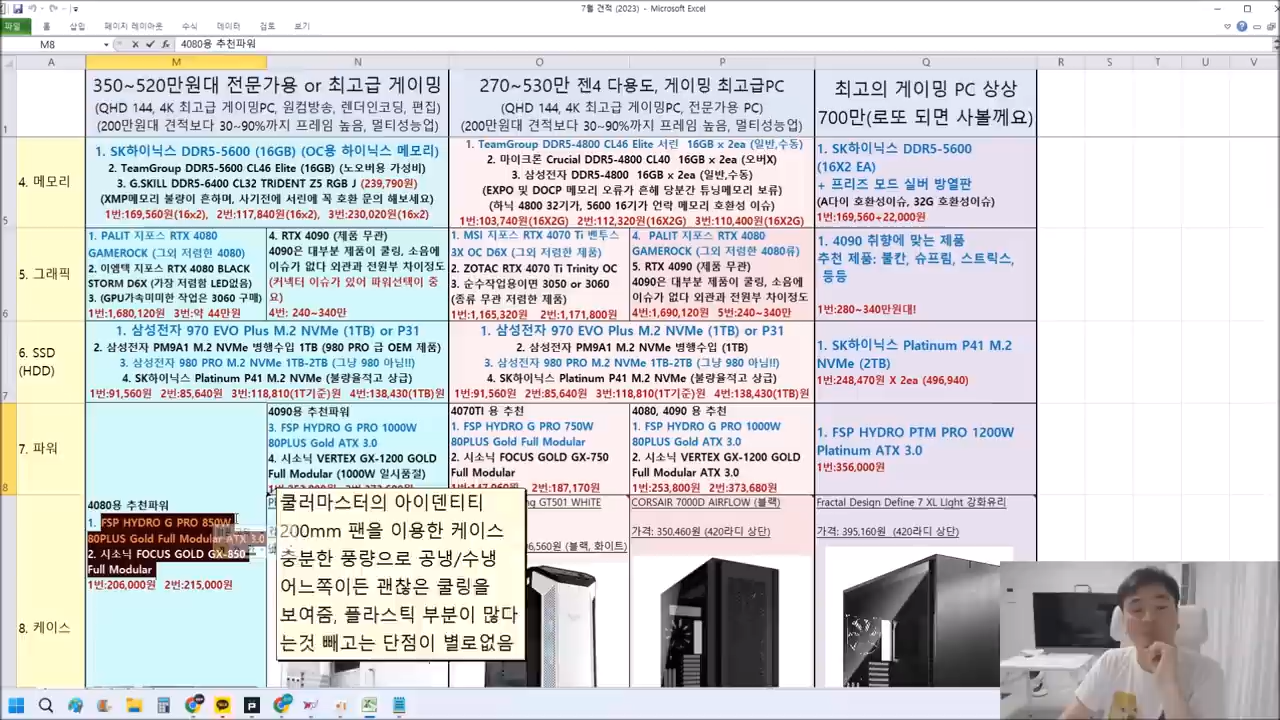 7월 견적 (2023) - Microsoft Excel
파일 홈 삽입 페이지 레이아웃 수식 데이터 검토 보기
M8 4080용 추천파워
A M N O P Q R S T U V
1
350~520만원대 전문가용 or 최고급 게이밍
(QHD 144, 4K 최고급 게이밍PC, 원컴방송, 렌더인코딩, 편집)
(200만원대 견적보다 30~90%까지 프레임 높음, 멀티성능업)
270~530만 젠4 다용도, 게이밍 최고급PC
(QHD 144, 4K 최고급 게이밍PC, 전문가용 PC)
(200만원대 견적보다 30~90%까지 프레임 높음, 멀티성능업)
최고의 게이밍 PC 상상
700만(로또 되면 사볼께요)
5
4. 메모리
1. SK하이닉스 DDR5-5600 (16GB) (OC용 하이닉스 메모리)
2. TeamGroup DDR5-5600 CL46 Elite (16GB) (노오버용 가성비)
3. G.SKILL DDR5-6400 CL32 TRIDENT Z5 RGB J (239,790원)
(XMP메모리 불량이 흔하며, 사기전에 서린에 꼭 호환 문의 해보세요)
1번:169,560원(16x2), 2번:117,840원(16x2), 3번:230,020원(16x2)
1. TeamGroup DDR5-4800 CL46 Elite 서린 16GB x 2ea (일반,수동)
2. 마이크론 Crucial DDR5-4800 CL40 16GB x 2ea (오버X)
3. 삼성전자 DDR5-4800 16GB x 2ea (일반,수동)
(EXPO 및 DOCP 메모리 오류가 흔해 당분간 튜닝메모리 보류)
(하닉 4800 32기가, 5600 16기가 언락 메모리 호환성 이슈)
1번:103,740원(16X2G) 2번:112,320원(16X2G) 3번:110,400원(16X2G)
1. SK하이닉스 DDR5-5600
(16X2 EA)
+ 프리즈 모드 실버 방열판
(A다이 호환성이슈, 32G 호환성이슈)
1번:169,560+22,000원
6
5. 그래픽
1. PALIT 지포스 RTX 4080
GAMEROCK (그외 저렴한 4080)
2. 이엠텍 지포스 RTX 4080 BLACK
STORM D6X (가장 저렴함 LED없음)
3. (GPU가속미미한 작업은 3060 구매)
1번:1,680,120원 3번:약 44만원
4. RTX 4090 (제품 무관)
4090은 대부분 제품이 쿨링, 소음에
이슈가 없다 외관과 전원부 차이정도
(커넥터 이슈가 있어 파워선택이 중
요)
4번: 240~340만
1. MSI 지포스 RTX 4070 Ti 벤투스
3X OC D6X (그외 저렴한 제품)
2. ZOTAC RTX 4070 Ti Trinity OC
3. 순수작업용이면 3050 or 3060
(종류 무관 저렴한 제품)
1번:1,165,320원 2번:1,171,800원
4. PALIT 지포스 RTX 4080
GAMEROCK (그외 저렴한 4080류)
5. RTX 4090 (제품 무관)
4090은 대부분 제품이 쿨링, 소음에
이슈가 없다 외관과 전원부 차이정도
4번:1,690,120원 5번:240~340만
1. 4090 취향에 맞는 제품
추천 제품: 불칸, 슈프림, 스트릭스,
등등
1번:280~340만원대!
7
6. SSD
(HDD)
1. 삼성전자 970 EVO Plus M.2 NVMe (1TB) or P31
2. 삼성전자 PM9A1 M.2 NVMe 병행수입 1TB (980 PRO 급 OEM 제품)
3. 삼성전자 980 PRO M.2 NVMe 1TB-2TB (그냥 980 아님!!)
4. SK하이닉스 Platinum P41 M.2 NVMe (불량율적고 상급)
1번:91,560원 2번:85,640원 3번:118,810(1T기준)원 4번:138,430(1TB)원
1. 삼성전자 970 EVO Plus M.2 NVMe (1TB) or P31
2. 삼성전자 PM9A1 M.2 NVMe 병행수입 (1TB)
3. 삼성전자 980 PRO M.2 NVMe 1TB-2TB (그냥 980 아님!!)
4. SK하이닉스 Platinum P41 M.2 NVMe (불량율적고 상급)
1번:91,560원 2번:85,640원 3번:118,810(1TB)원 4번:138,430(1TB)원
1. SK하이닉스 Platinum P41 M.2
NVMe (2TB)
1번:248,470원 X 2ea (496,940)
8
7. 파워
4090용 추천파워
3. FSP HYDRO G PRO 1000W
80PLUS Gold ATX 3.0
4. 시소닉 VERTEX GX-1200 GOLD
Full Modular (1000W 일시품절)
4070TI 용 추천
1. FSP HYDRO G PRO 750W
80PLUS Gold Full Modular
2. 시소닉 FOCUS GOLD GX-750
Full Modular
2번:187,170원
4080, 4090 용 추천
1. FSP HYDRO G PRO 1000W
80PLUS Gold ATX 3.0
2. 시소닉 VERTEX GX-1200 GOLD
Full Modular ATX 3.0
1번:253,800원 2번:373,680원
1. FSP HYDRO PTM PRO 1200W
Platinum ATX 3.0
1번:356,000원
4080용 추천파워
1. FSP HYDRO G PRO 850W
80PLUS Gold Full Modular ATX 3.0
2. 시소닉 FOCUS GOLD GX-850
Full Modular
1번:206,000원 2번:215,000원
8. 케이스
쿨러마스터의 아이덴티티
200mm 팬을 이용한 케이스
충분한 풍량으로 공냉/수냉
어느쪽이든 괜찮은 쿨링을
보여줌, 플라스틱 부분이 많다
는것 빼고는 단점이 별로없음
GT501 WHITE
(블랙, 화이트)
CORSAIR 7000D AIRFLOW (블랙)
가격: 350,460원 (420라디 상단)
Fractal Design Define 7 XL Light 강화유리
가격: 395,160원 (420라디 상단)